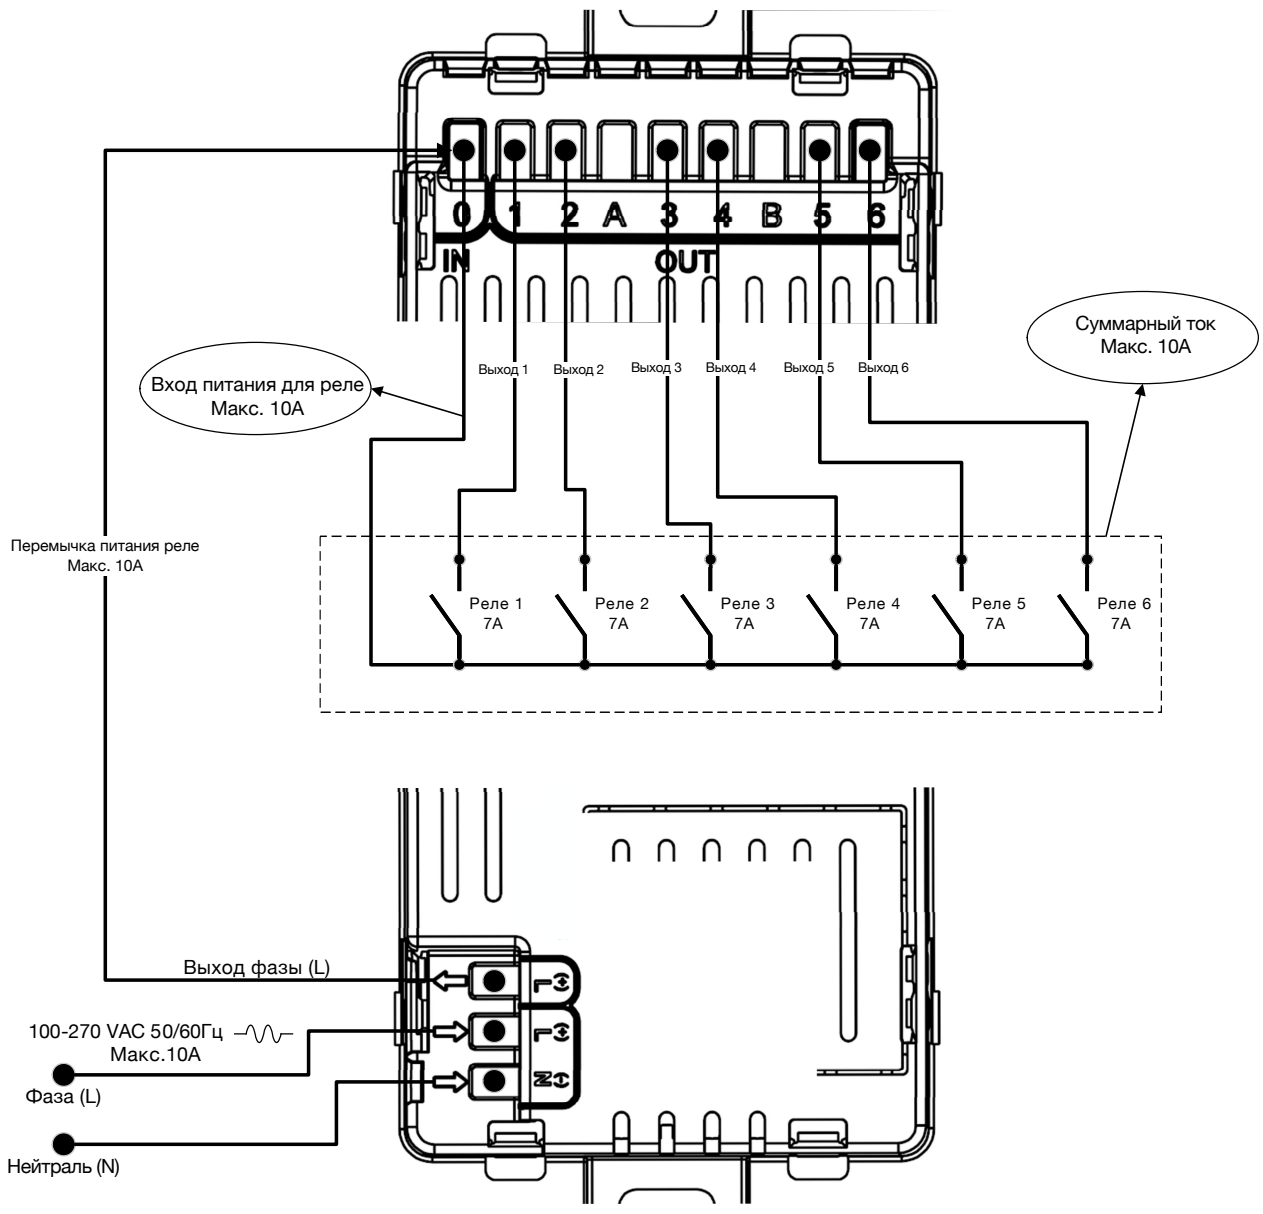 0 1 2 A 3 4 B 5 6
IN OUT
Суммарный ток
Макс. 10А
Выход 1 Выход 2 Выход 3 Выход 4 Выход 5 Выход 6
Вход питания для реле
Макс. 10А
Перемычка питания реле
Макс. 10А
Реле 1
7А
Реле 2
7А
Реле 3
7А
Реле 4
7А
Реле 5
7А
Реле 6
7А
Выход фазы (L)
L (+)
100-270 VAC 50/60Гц
Макс.10А
L (+)
Фаза (L)
N (-)
Нейтраль (N)